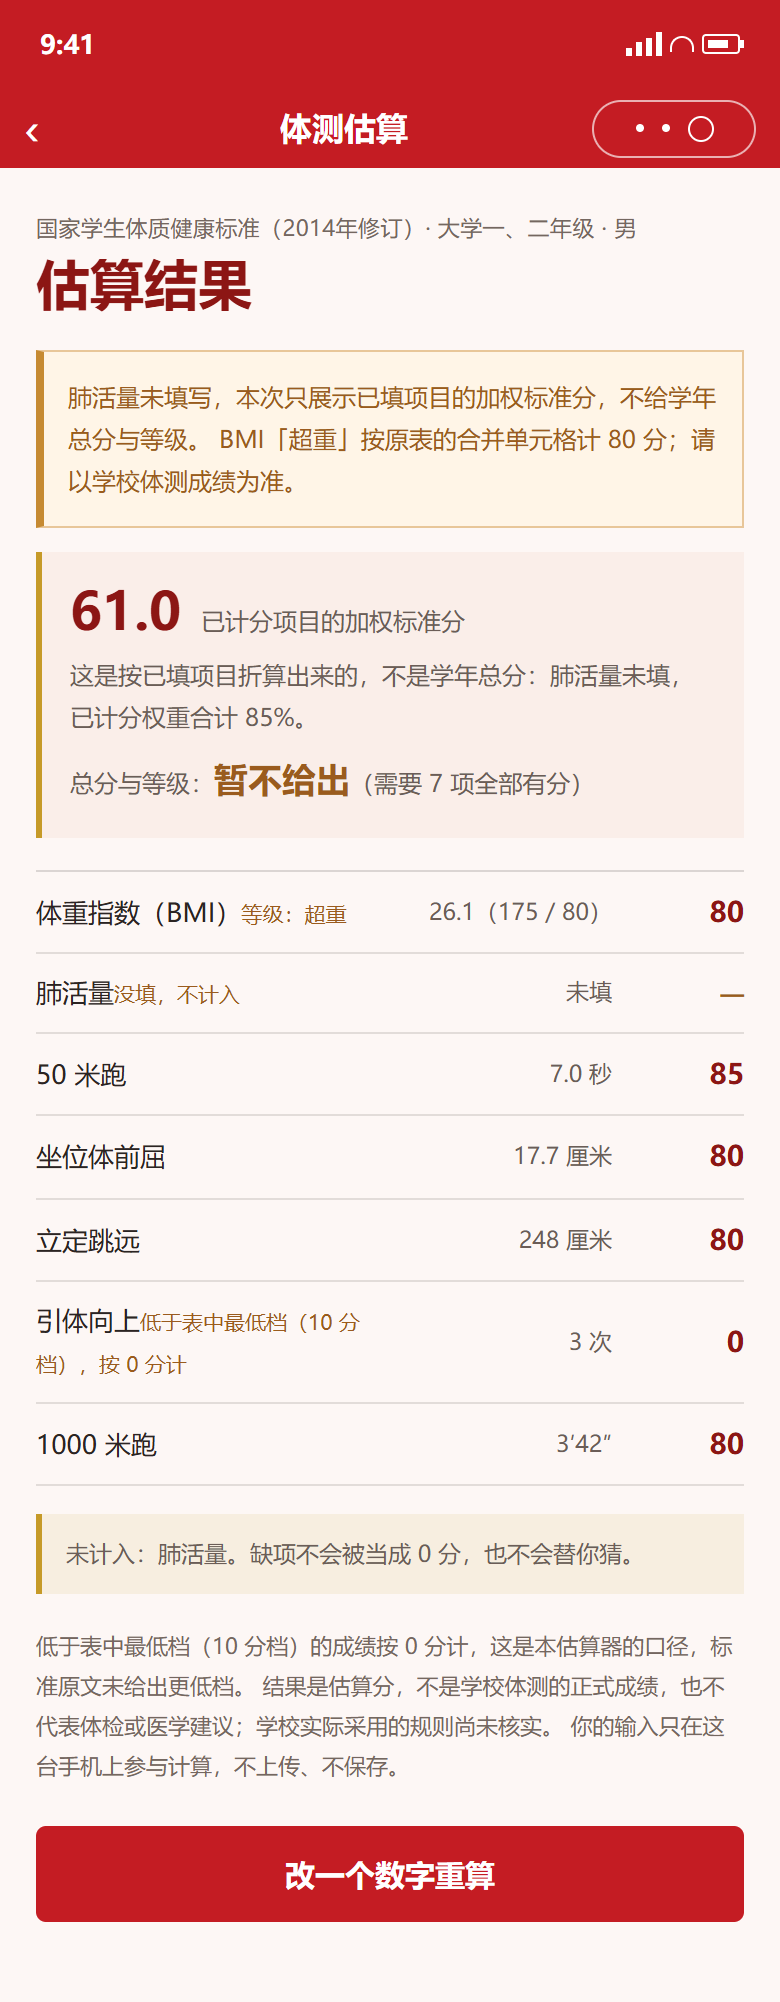 9:41
体测估算
国家学生体质健康标准（2014年修订）· 大学一、二年级 · 男
估算结果
肺活量未填写，本次只展示已填项目的加权标准分，不给学年
总分与等级。 BMI「超重」按原表的合并单元格计 80 分；请
以学校体测成绩为准。
61.0 已计分项目的加权标准分
这是按已填项目折算出来的，不是学年总分：肺活量未填，
已计分权重合计 85%。
总分与等级：暂不给出（需要 7 项全部有分）
体重指数（BMI）等级：超重 26.1（175 / 80） 80
肺活量没填，不计入 未填 —
50 米跑 7.0 秒 85
坐位体前屈 17.7 厘米 80
立定跳远 248 厘米 80
引体向上低于表中最低档（10 分
档），按 0 分计 3 次 0
1000 米跑 3′42″ 80
未计入：肺活量。缺项不会被当成 0 分，也不会替你猜。
低于表中最低档（10 分档）的成绩按 0 分计，这是本估算器的口径，标
准原文未给出更低档。 结果是估算分，不是学校体测的正式成绩，也不
代表体检或医学建议；学校实际采用的规则尚未核实。 你的输入只在这
台手机上参与计算，不上传、不保存。
改一个数字重算